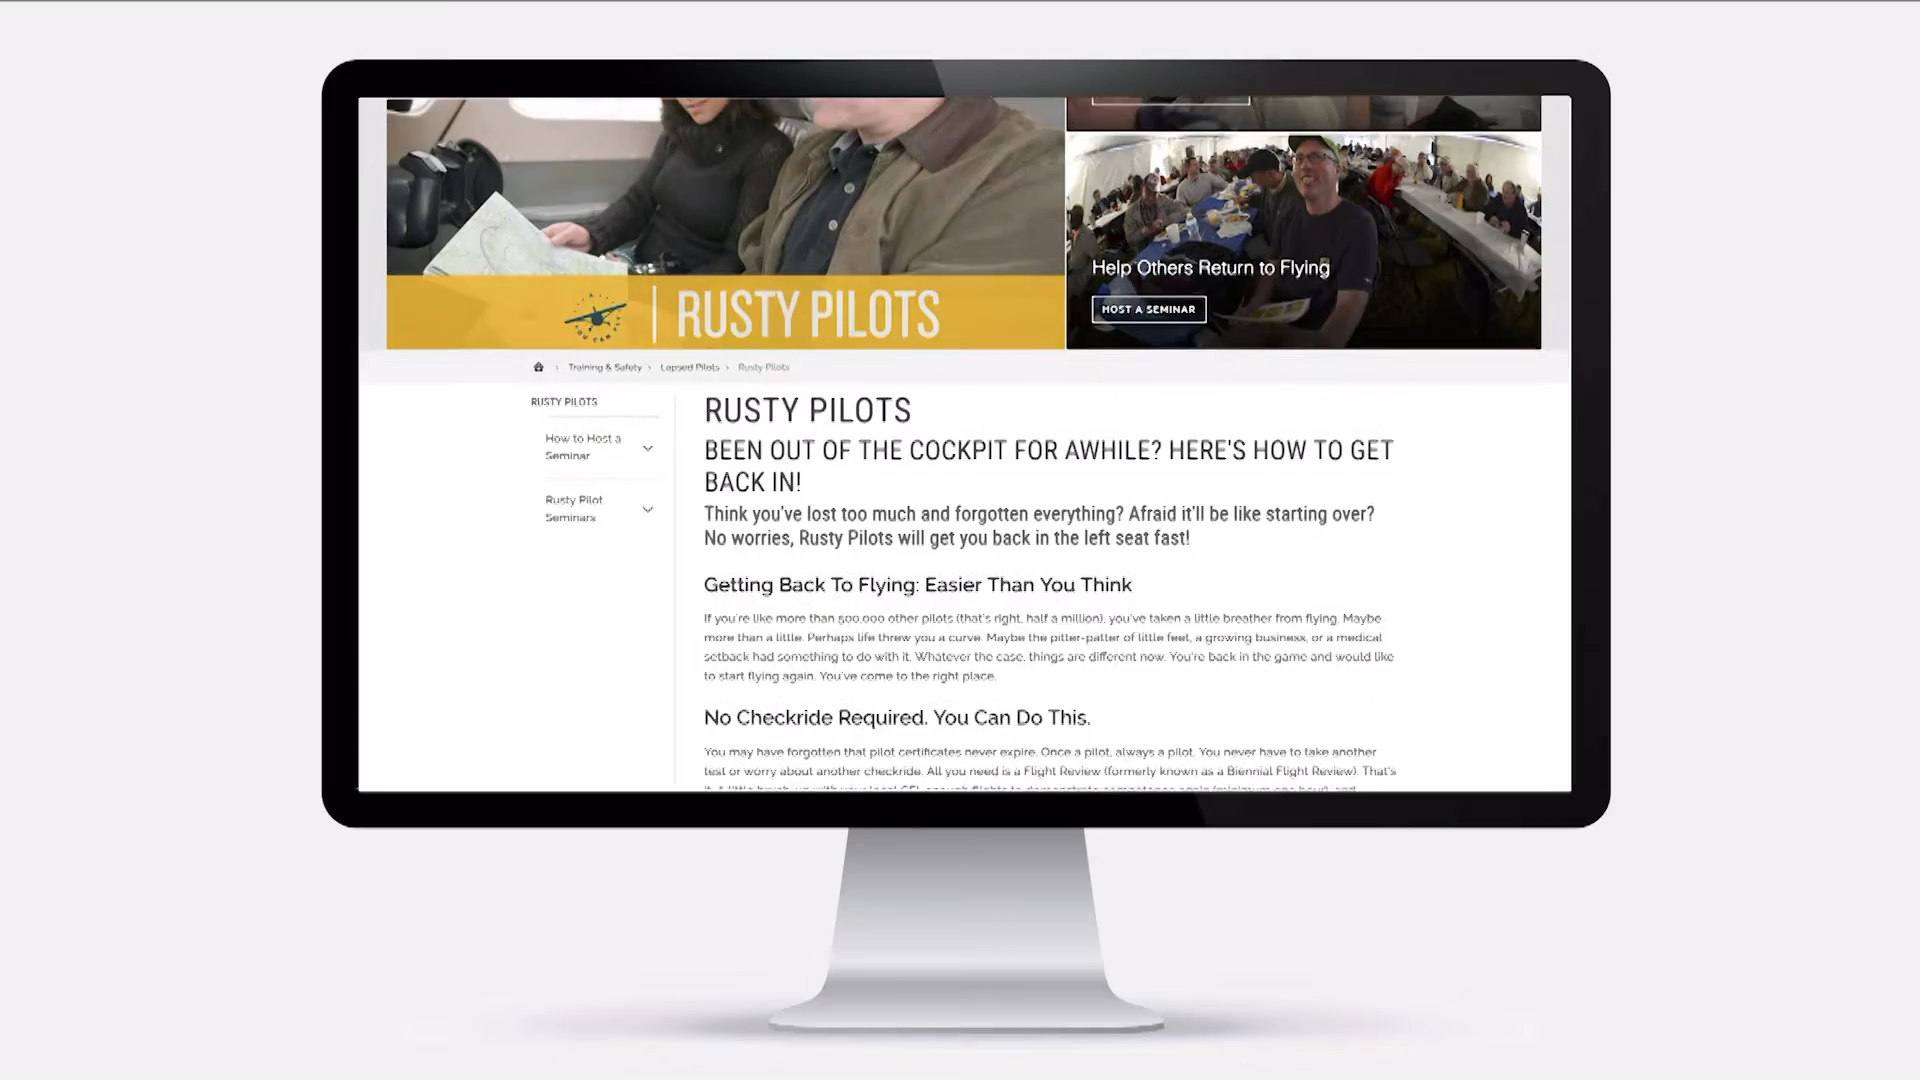 RUSTY PILOTS
Help Others Return to Flying
HOST A SEMINAR
Training & Safety › Lapsed Pilots › Rusty Pilots
RUSTY PILOTS
How to Host a
Seminar
Rusty Pilot
Seminars
RUSTY PILOTS
BEEN OUT OF THE COCKPIT FOR AWHILE? HERE'S HOW TO GET
BACK IN!
Think you've lost too much and forgotten everything? Afraid it'll be like starting over?
No worries, Rusty Pilots will get you back in the left seat fast!
Getting Back To Flying: Easier Than You Think
If you're like more than 500,000 other pilots (that's right, half a million), you've taken a little breather from flying. Maybe
more than a little. Perhaps life threw you a curve. Maybe the pitter-patter of little feet, a growing business, or a medical
setback had something to do with it. Whatever the case, things are different now. You're back in the game and would like
to start flying again. You've come to the right place.
No Checkride Required. You Can Do This.
You may have forgotten that pilot certificates never expire. Once a pilot, always a pilot. You never have to take another
test or worry about another checkride. All you need is a Flight Review (formerly known as a Biennial Flight Review). That's